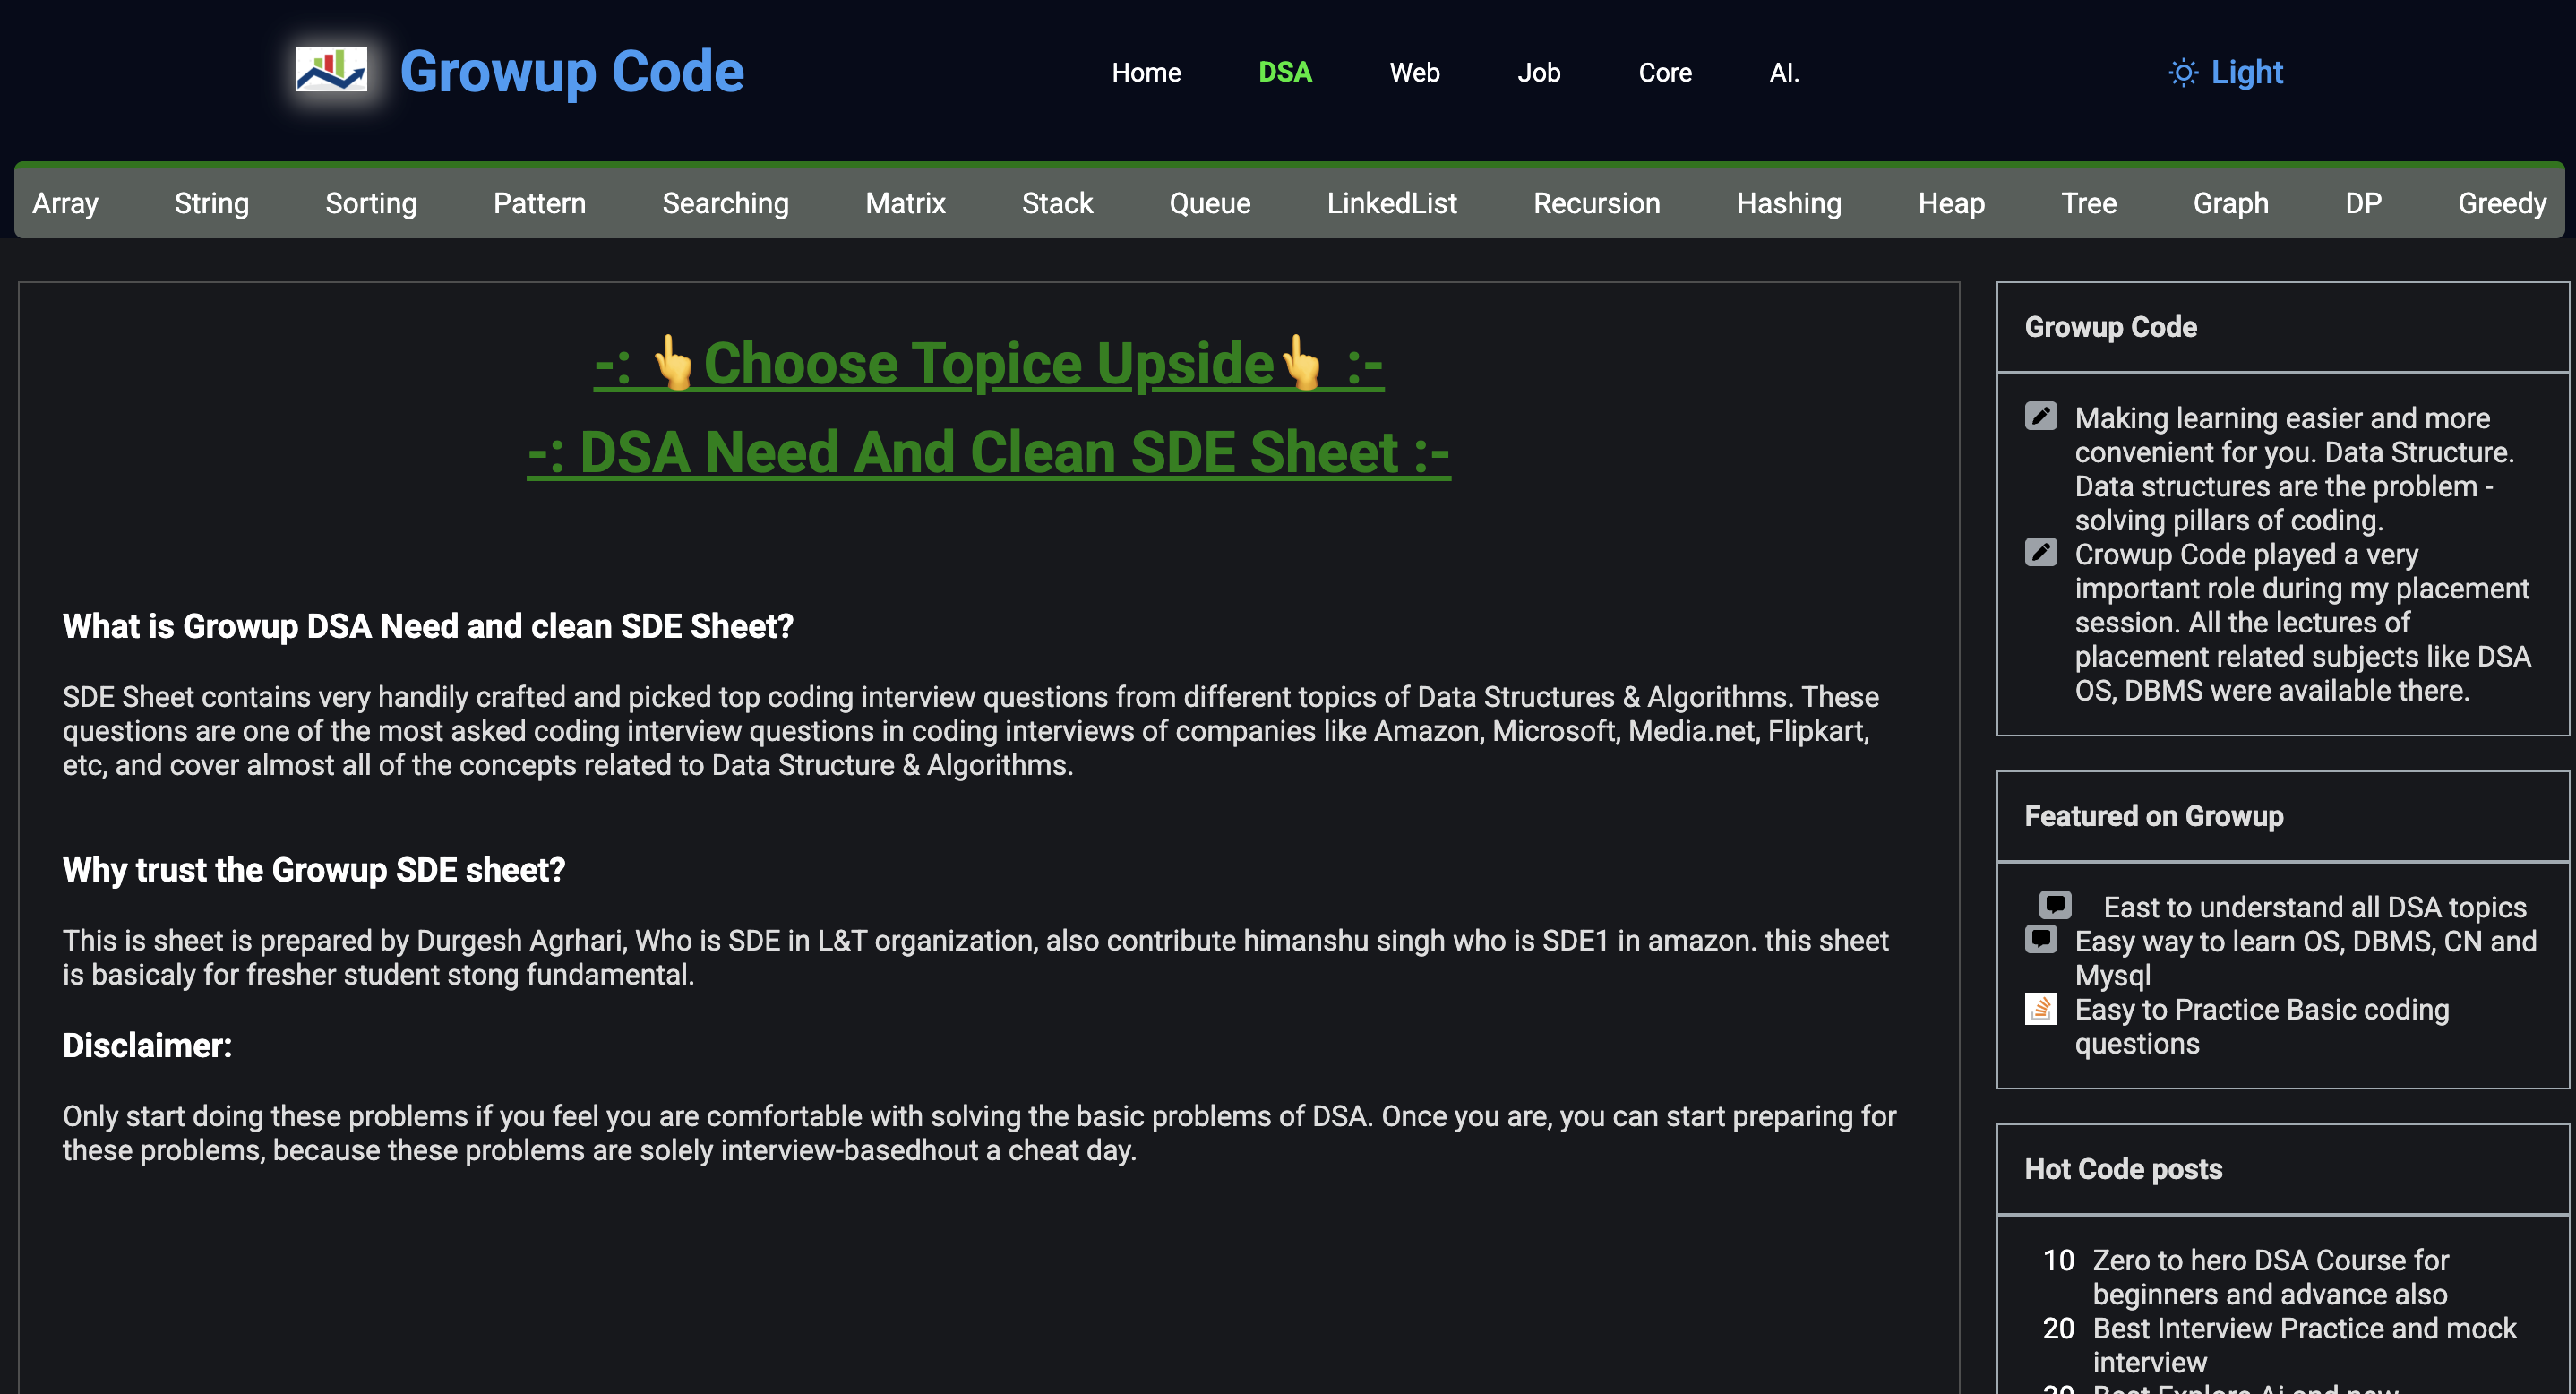 Growup Code
Home DSA Web Job Core AI. Light
Array String Sorting Pattern Searching Matrix Stack Queue LinkedList Recursion Hashing Heap Tree Graph DP Greedy
-: 👆Choose Topice Upside👆 :-
-: DSA Need And Clean SDE Sheet :-
What is Growup DSA Need and clean SDE Sheet?
SDE Sheet contains very handily crafted and picked top coding interview questions from different topics of Data Structures & Algorithms. These
questions are one of the most asked coding interview questions in coding interviews of companies like Amazon, Microsoft, Media.net, Flipkart,
etc, and cover almost all of the concepts related to Data Structure & Algorithms.
Why trust the Growup SDE sheet?
This is sheet is prepared by Durgesh Agrhari, Who is SDE in L&T organization, also contribute himanshu singh who is SDE1 in amazon. this sheet
is basicaly for fresher student stong fundamental.
Disclaimer:
Only start doing these problems if you feel you are comfortable with solving the basic problems of DSA. Once you are, you can start preparing for
these problems, because these problems are solely interview-basedhout a cheat day.
Growup Code
Making learning easier and more
convenient for you. Data Structure.
Data structures are the problem -
solving pillars of coding.
Crowup Code played a very
important role during my placement
session. All the lectures of
placement related subjects like DSA
OS, DBMS were available there.
Featured on Growup
East to understand all DSA topics
Easy way to learn OS, DBMS, CN and
Mysql
Easy to Practice Basic coding
questions
Hot Code posts
10 Zero to hero DSA Course for
beginners and advance also
20 Best Interview Practice and mock
interview
30 Best Explore Ai and new